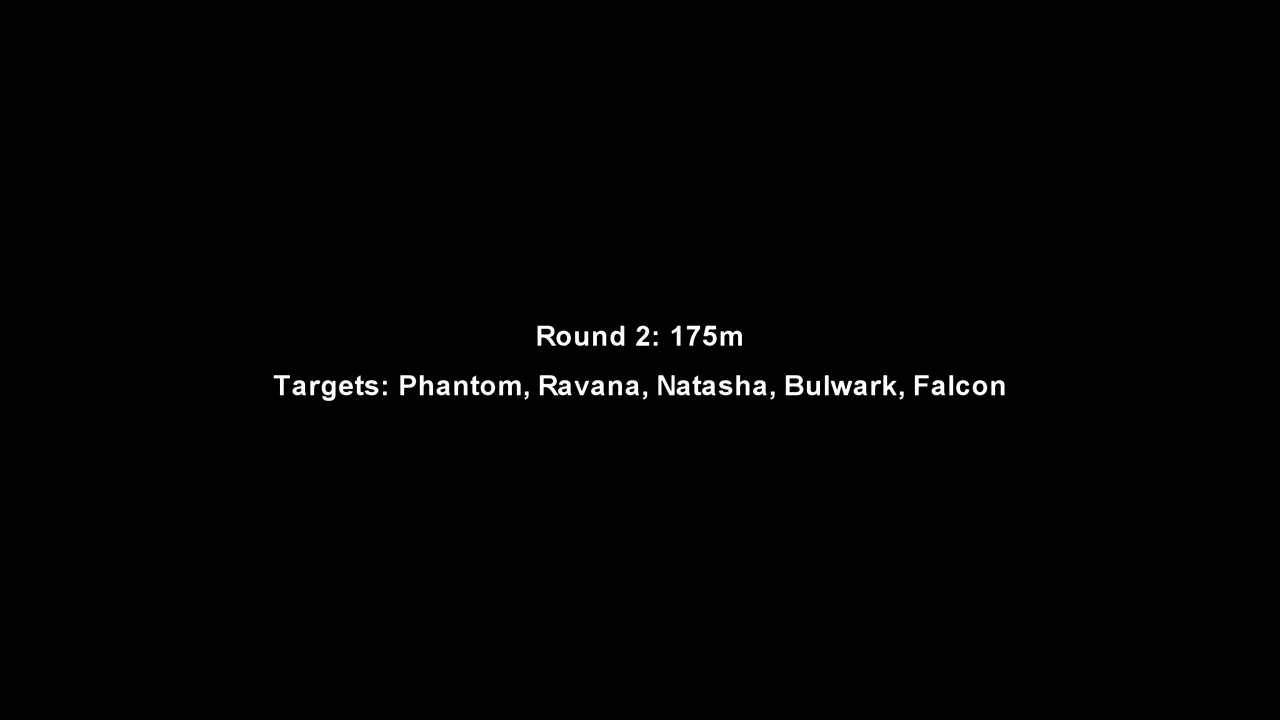 Round 2: 175m
Targets: Phantom, Ravana, Natasha, Bulwark, Falcon